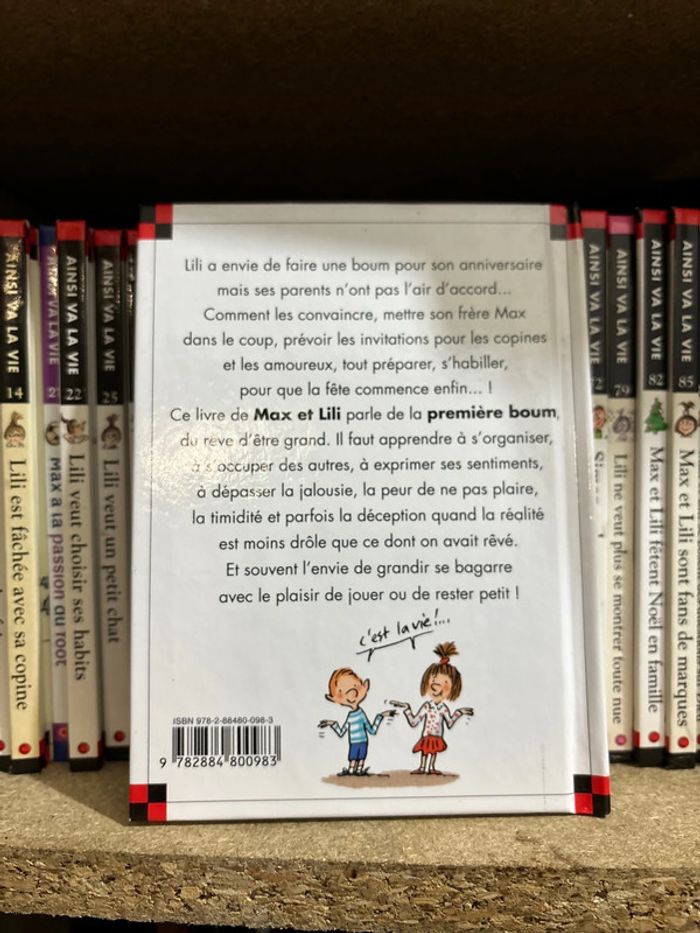 AINSI VA LA VIE
14
Lili est fâchée avec sa copine
AINSI VA LA VIE
Max a la passion du foot
AINSI VA LA VIE
22
Lili veut choisir ses habits
AINSI VA LA VIE
25
Lili veut un petit chat
Lili a envie de faire une boum pour son anniversaire
mais ses parents n'ont pas l'air d'accord...
Comment les convaincre, mettre son frère Max
dans le coup, prévoir les invitations pour les copines
et les amoureux, tout préparer, s'habiller,
pour que la fête commence enfin... !
Ce livre de Max et Lili parle de la première boum,
du rêve d'être grand. Il faut apprendre à s'organiser,
à s'occuper des autres, à exprimer ses sentiments,
à dépasser la jalousie, la peur de ne pas plaire,
la timidité et parfois la déception quand la réalité
est moins drôle que ce dont on avait rêvé.
Et souvent l'envie de grandir se bagarre
avec le plaisir de jouer ou de rester petit !
c'est la vie !...
ISBN 978-2-88480-098-3
9 782884 800983
AINSI VA LA VIE
AINSI VA LA VIE
79
Lili ne veut plus se montrer toute nue
AINSI VA LA VIE
82
Max et Lili fêtent Noël en famille
AINSI VA LA VIE
85
Max et Lili sont fans de marques